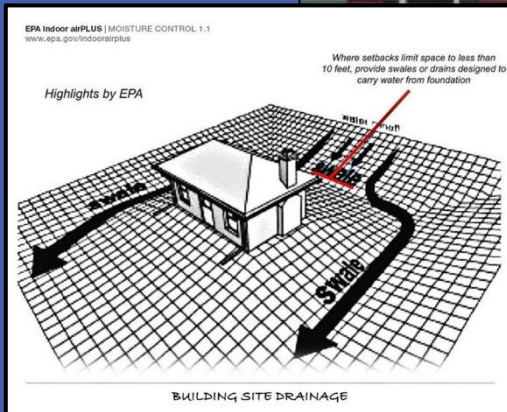 EPA Indoor airPLUS | MOISTURE CONTROL 1.1
www.epa.gov/indoorairplus
Where setbacks limit space to less than
10 feet, provide swales or drains designed to
carry water from foundation
Highlights by EPA
water runoff
Swale
Swale
BUILDING SITE DRAINAGE